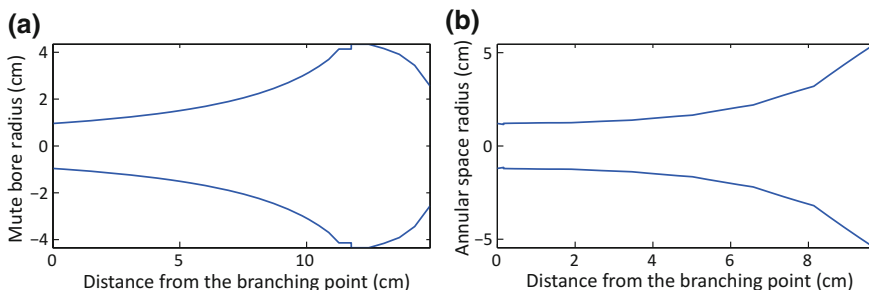 (a)
Mute bore radius (cm)
4
2
0
−2
−4
0
5
10
Distance from the branching point (cm)
(b)
Annular space radius (cm)
5
0
−5
0
2
4
6
8
Distance from the branching point (cm)